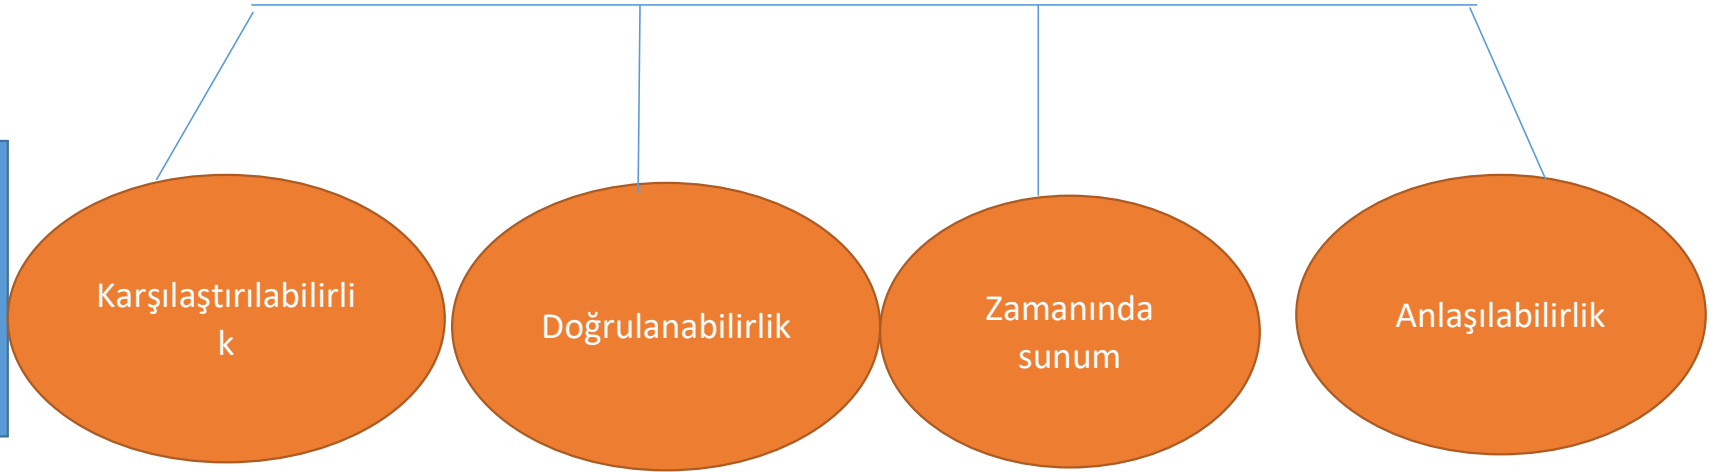 Karşılaştırılabilirli
k
Doğrulanabilirlik
Zamanında
sunum
Anlaşılabilirlik